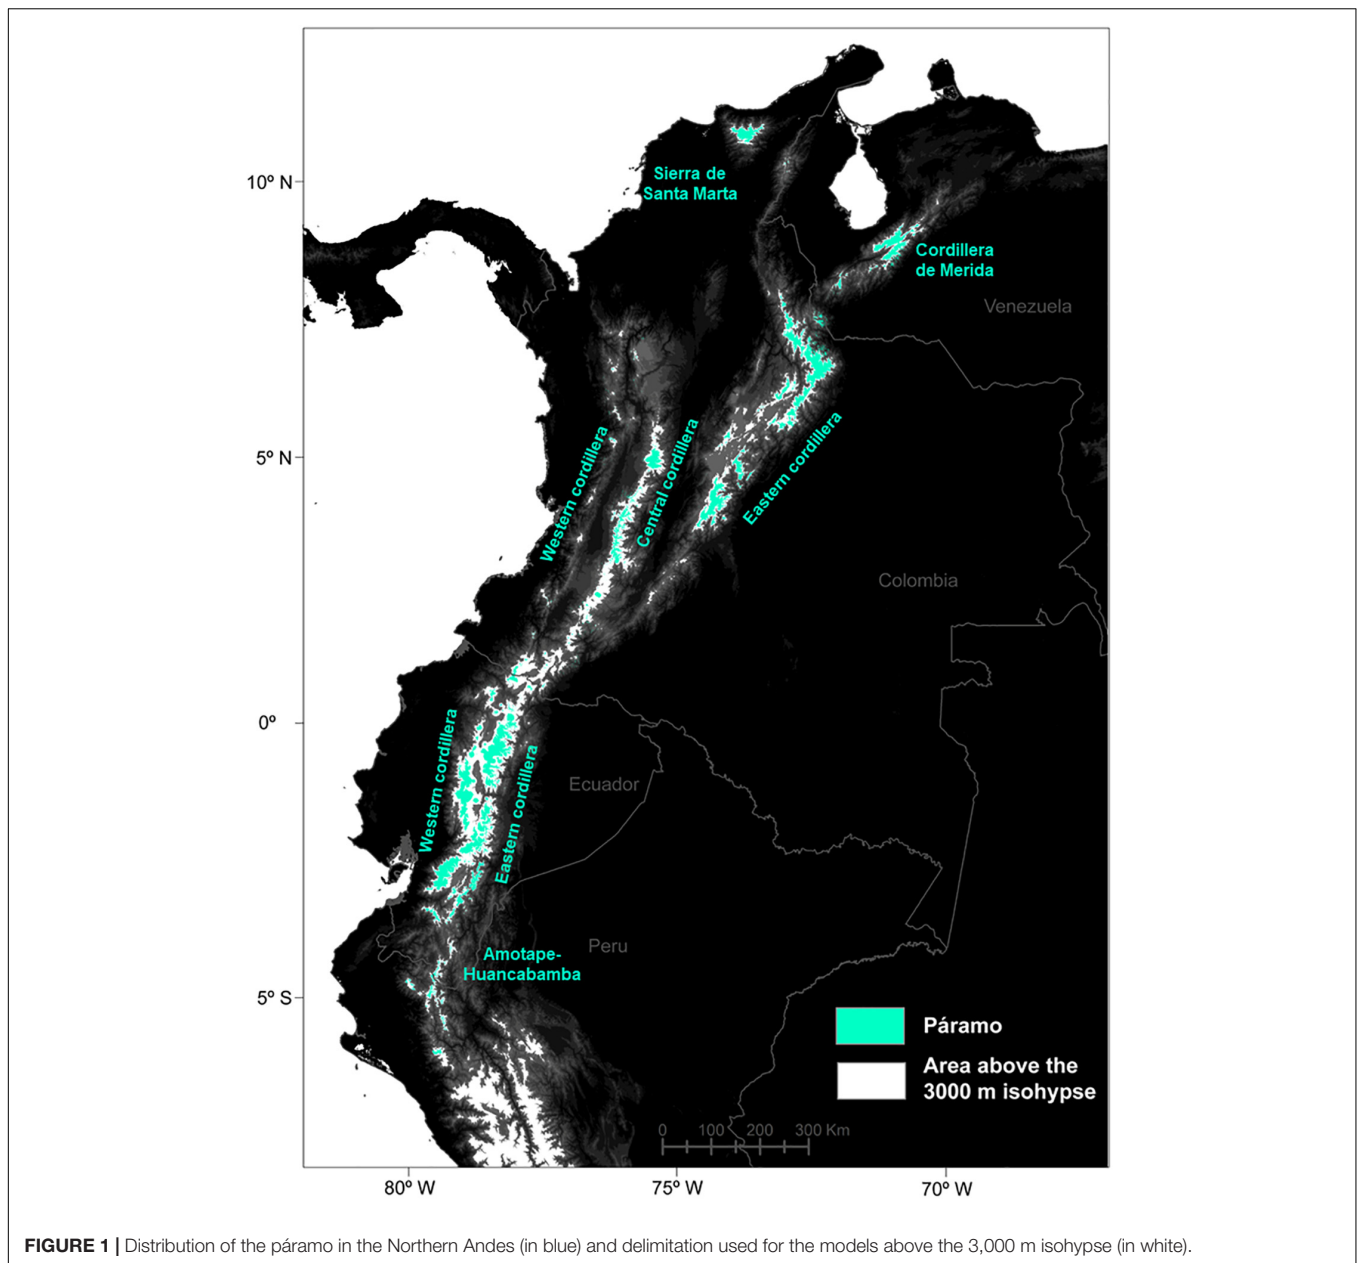 10º N
5º N
0º
5º S
80º W
75º W
70º W
Sierra de
Santa Marta
Cordillera
de Merida
Venezuela
Western cordillera
Central cordillera
Eastern cordillera
Colombia
Western cordillera
Eastern cordillera
Ecuador
Amotape-
Huancabamba
Peru
Páramo
Area above the
3000 m isohypse
0 100 200 300 Km
FIGURE 1 | Distribution of the páramo in the Northern Andes (in blue) and delimitation used for the models above the 3,000 m isohypse (in white).